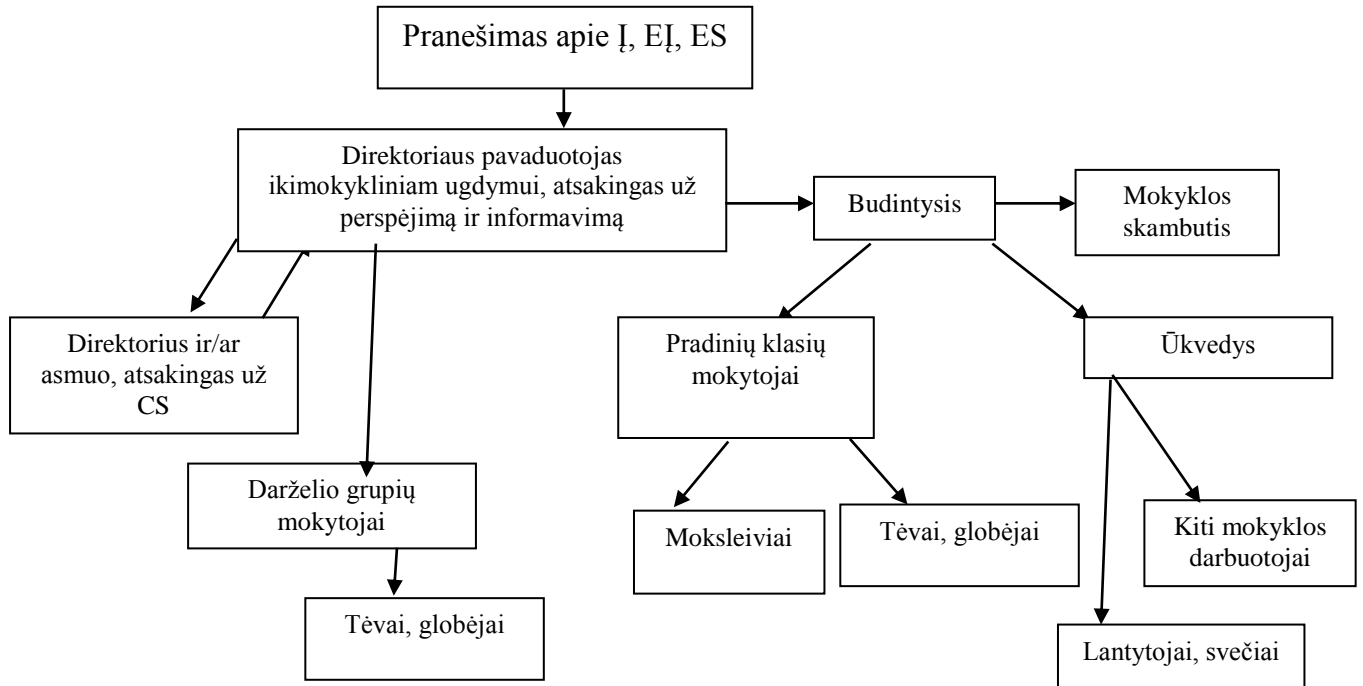 Pranešimas apie Į, EĮ, ES
Direktoriaus pavaduotojas
ikimokykliniam ugdymui, atsakingas už
perspėjimą ir informavimą
Budintysis
Mokyklos
skambutis
Direktorius ir/ar
asmuo, atsakingas už
CS
Pradinių klasių
mokytojai
Ūkvedys
Darželio grupių
mokytojai
Moksleiviai
Tėvai, globėjai
Kiti mokyklos
darbuotojai
Tėvai, globėjai
Lantytojai, svečiai